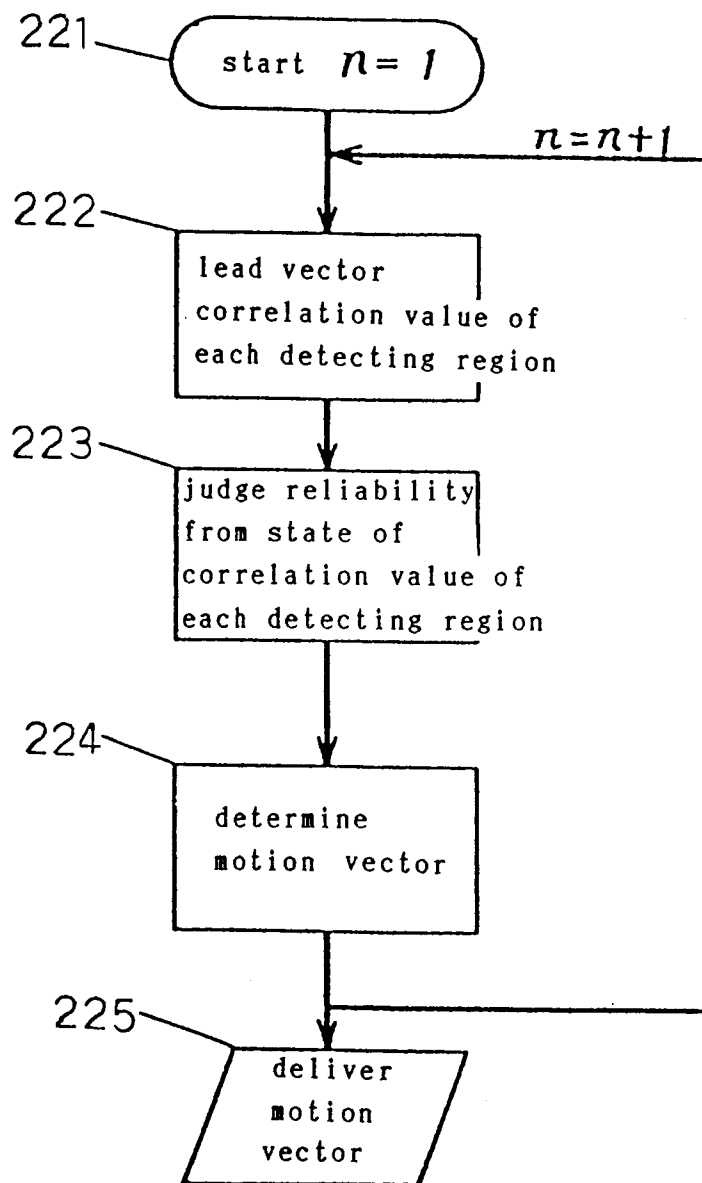 221
start n = 1
n=n+1
222
lead vector
correlation value of
each detecting region
223
judge reliability
from state of
correlation value of
each detecting region
224
determine
motion vector
225
deliver
motion
vector